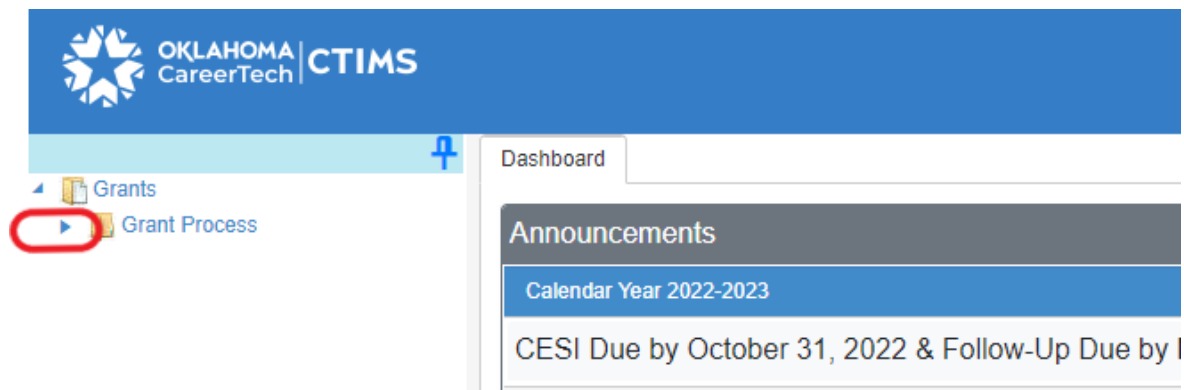 OKLAHOMA
CareerTech
CTIMS
Dashboard
Grants
Grant Process
Announcements
Calendar Year 2022-2023
CESI Due by October 31, 2022 & Follow-Up Due by